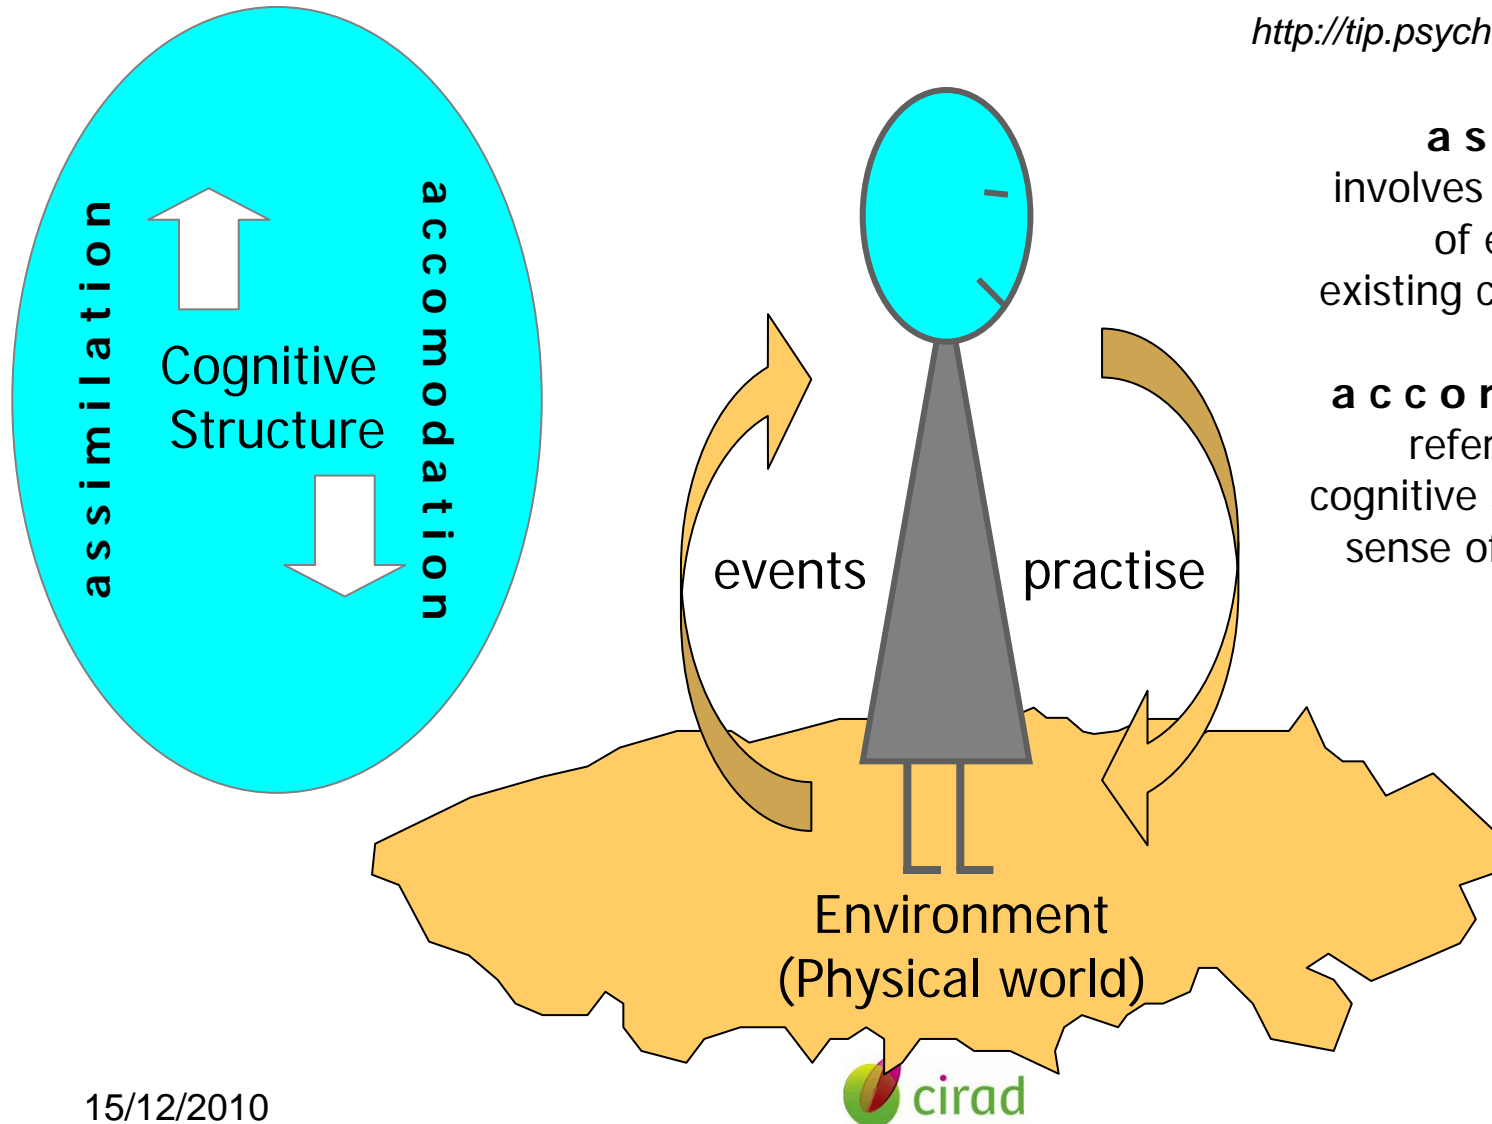 http://tip.psych
assimilation
Cognitive
Structure
accomodation
events
practise
a s
involves
of e
existing c
a c c o
refer
cognitive
sense of
Environment
(Physical world)
15/12/2010
cirad